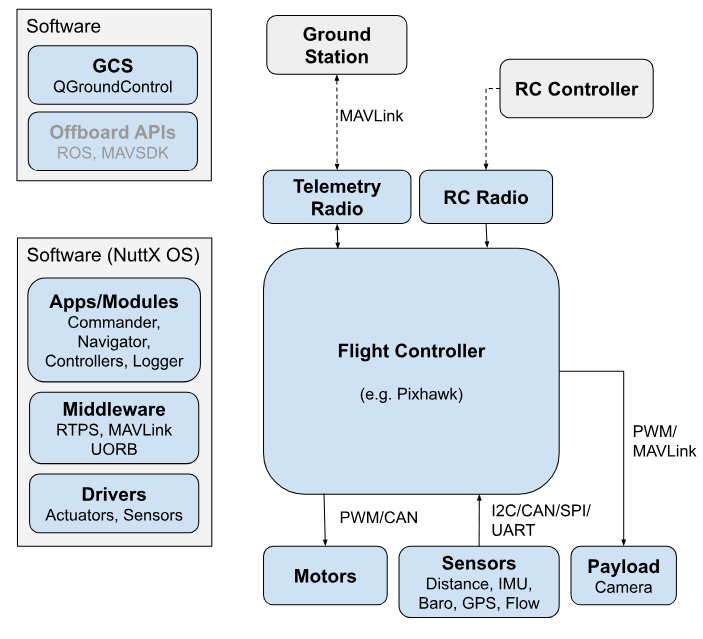 Software
GCS
QGroundControl
Offboard APIs
ROS, MAVSDK
Ground
Station
RC Controller
MAVLink
Telemetry
Radio
RC Radio
Software (NuttX OS)
Apps/Modules
Commander,
Navigator,
Controllers, Logger
Middleware
RTPS, MAVLink
UORB
Drivers
Actuators, Sensors
Flight Controller
(e.g. Pixhawk)
PWM/
MAVLink
PWM/CAN
I2C/CAN/SPI/
UART
Motors
Sensors
Distance, IMU,
Baro, GPS, Flow
Payload
Camera